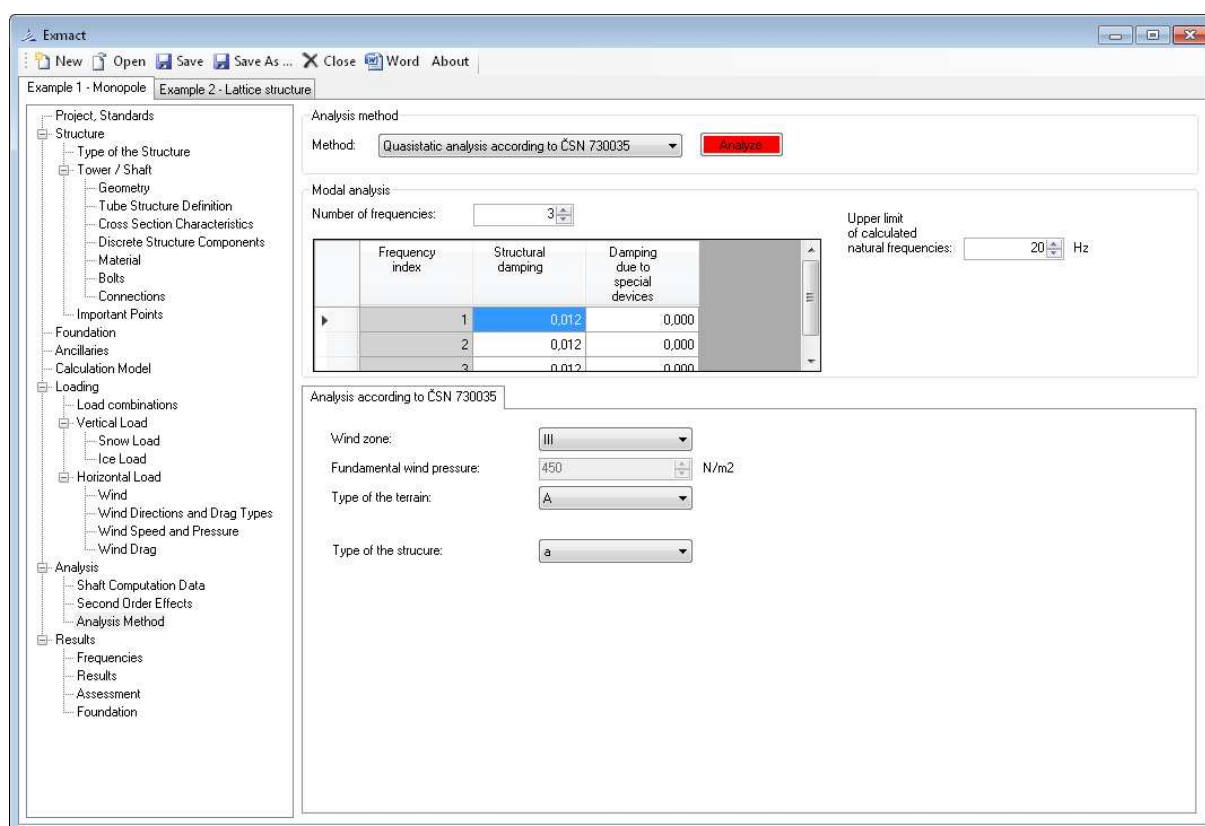 Exmact
New Open Save Save As ... Close Word About
Example 1 - Monopole Example 2 - Lattice structure
Project, Standards
Structure
Type of the Structure
Tower / Shaft
Geometry
Tube Structure Definition
Cross Section Characteristics
Discrete Structure Components
Material
Bolts
Connections
Important Points
Foundation
Ancillaries
Calculation Model
Loading
Load combinations
Vertical Load
Snow Load
Ice Load
Horizontal Load
Wind
Wind Directions and Drag Types
Wind Speed and Pressure
Wind Drag
Analysis
Shaft Computation Data
Second Order Effects
Analysis Method
Results
Frequencies
Results
Assessment
Foundation
Analysis method
Method: Quasistatic analysis according to ČSN 730035 Analyze
Modal analysis
Number of frequencies: 3
Upper limit
of calculated
natural frequencies: 20 Hz
Frequency index Structural damping Damping due to special devices
1 0,012 0,000
2 0,012 0,000
3 0,012 0,000
Analysis according to ČSN 730035
Wind zone: III
Fundamental wind pressure: 450 N/m2
Type of the terrain: A
Type of the strucure: a